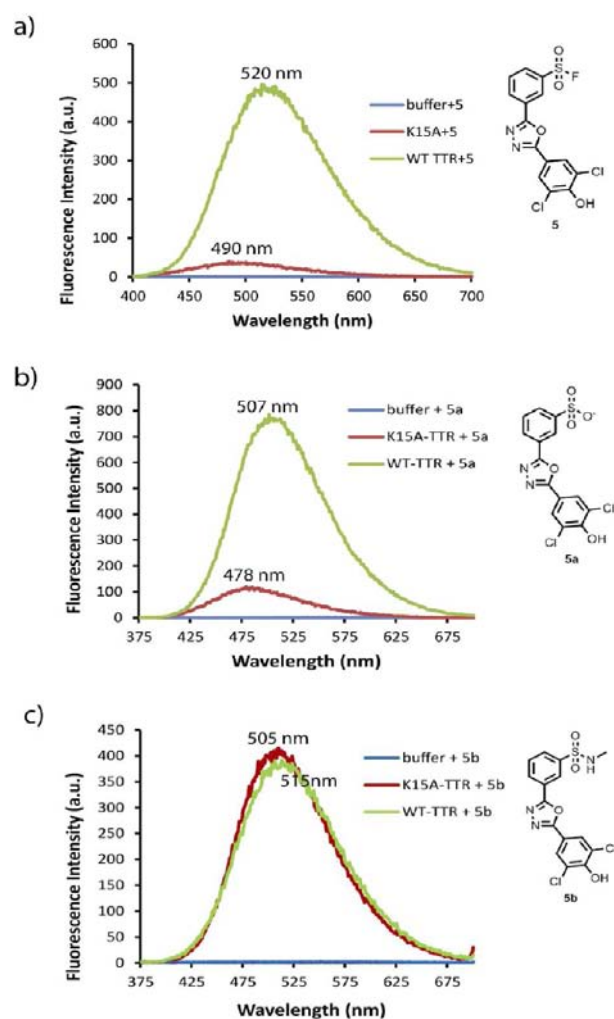 a)
Fluorescence Intensity (a.u.)
600
500
400
300
200
100
0
520 nm
490 nm
buffer+5
K15A+5
WT TTR+5
400 450 500 550 600 650 700
Wavelength (nm)
O
S F
O
N O
N
Cl
Cl OH
5
b)
Fluorescence Intensity (a.u.)
900
800
700
600
500
400
300
200
100
0
507 nm
478 nm
buffer + 5a
K15A-TTR + 5a
WT-TTR + 5a
375 425 475 525 575 625 675
Wavelength (nm)
O
S O-
O
N O
N
Cl
Cl OH
5a
c)
Fluorescence Intensity (a.u.)
450
400
350
300
250
200
150
100
50
0
505 nm
515nm
buffer + 5b
K15A-TTR + 5b
WT-TTR + 5b
375 425 475 525 575 625 675
Wavelength (nm)
O
S N
O H
N O
N
Cl
Cl OH
5b